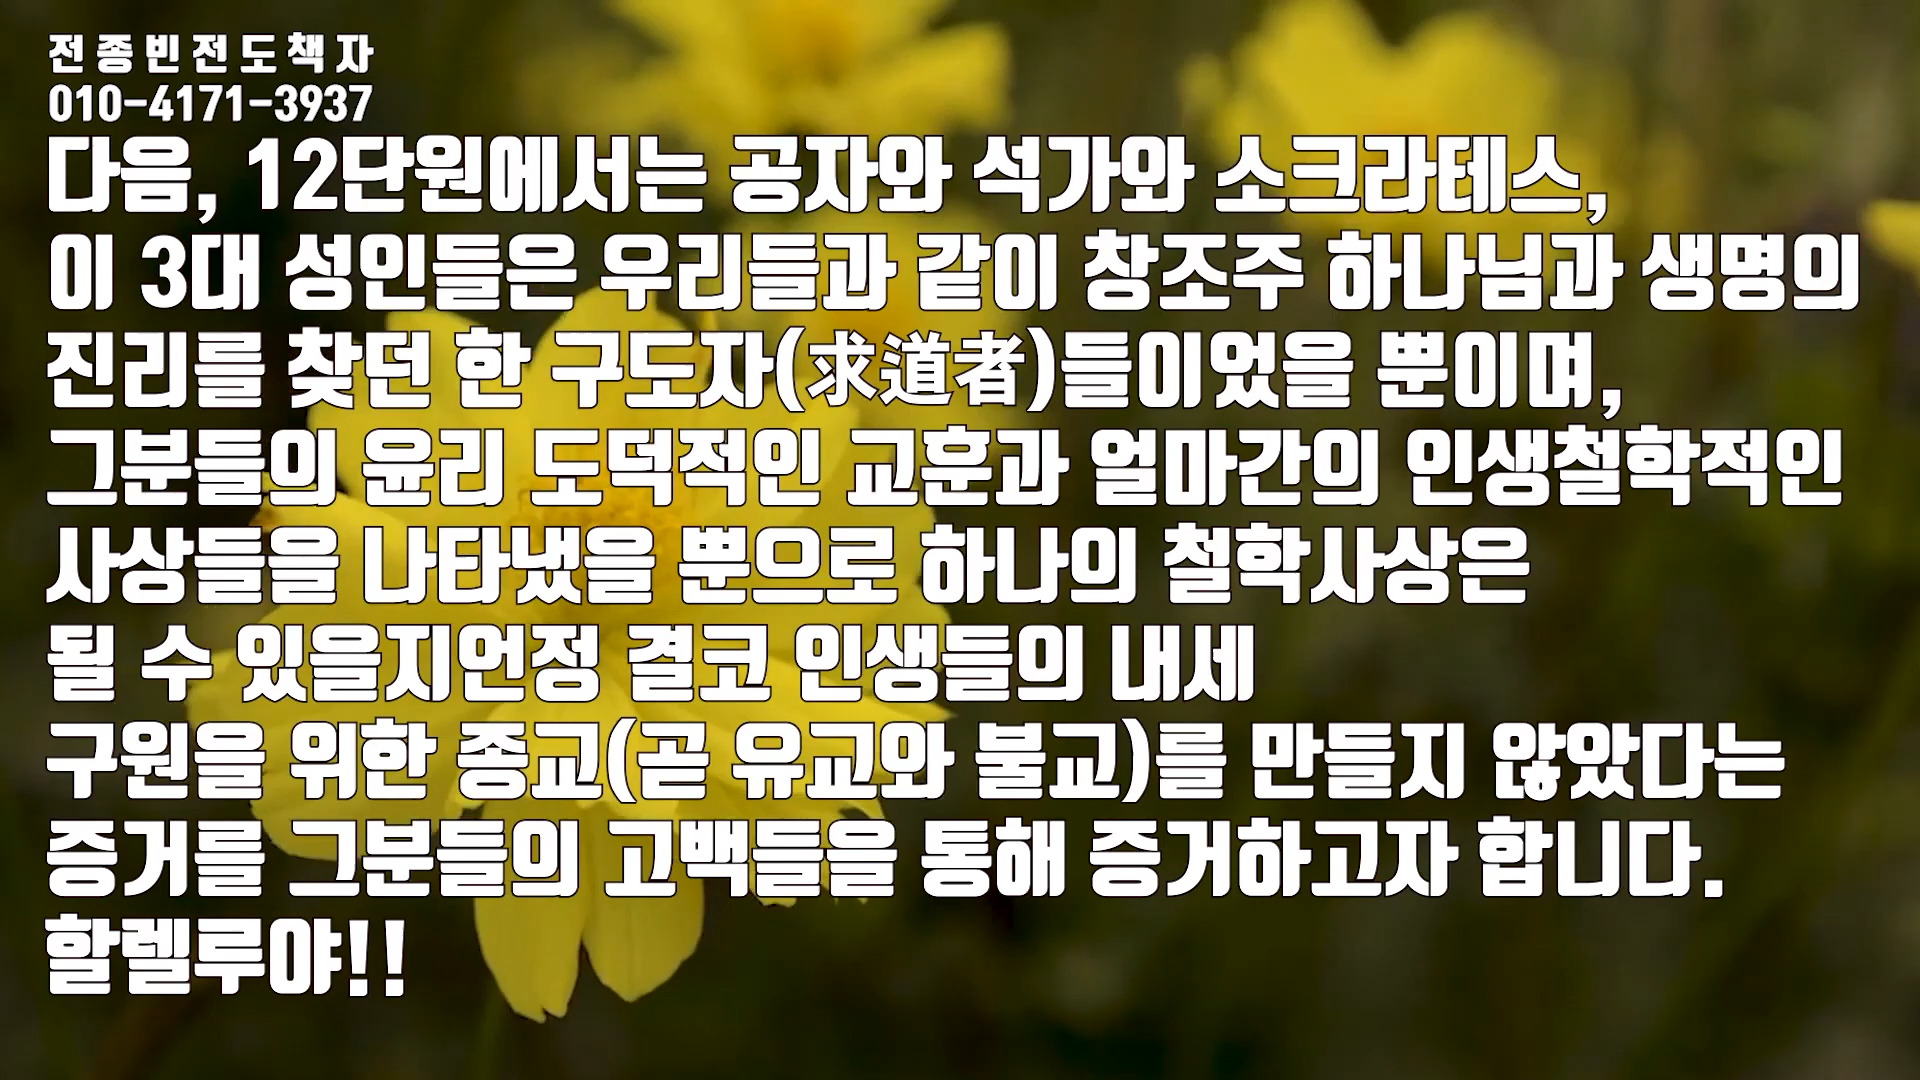 전종빈전도책자
010-4171-3937
다음, 12단원에서는 공자와 석가와 소크라테스,
이 3대 성인들은 우리들과 같이 창조주 하나님과 생명의
진리를 찾던 한 구도자(求道者)들이었을 뿐이며,
그분들의 윤리 도덕적인 교훈과 얼마간의 인생철학적인
사상들을 나타냈을 뿐으로 하나의 철학사상은
될 수 있을지언정 결코 인생들의 내세
구원을 위한 종교(곧 유교와 불교)를 만들지 않았다는
증거를 그분들의 고백들을 통해 증거하고자 합니다.
할렐루야!!